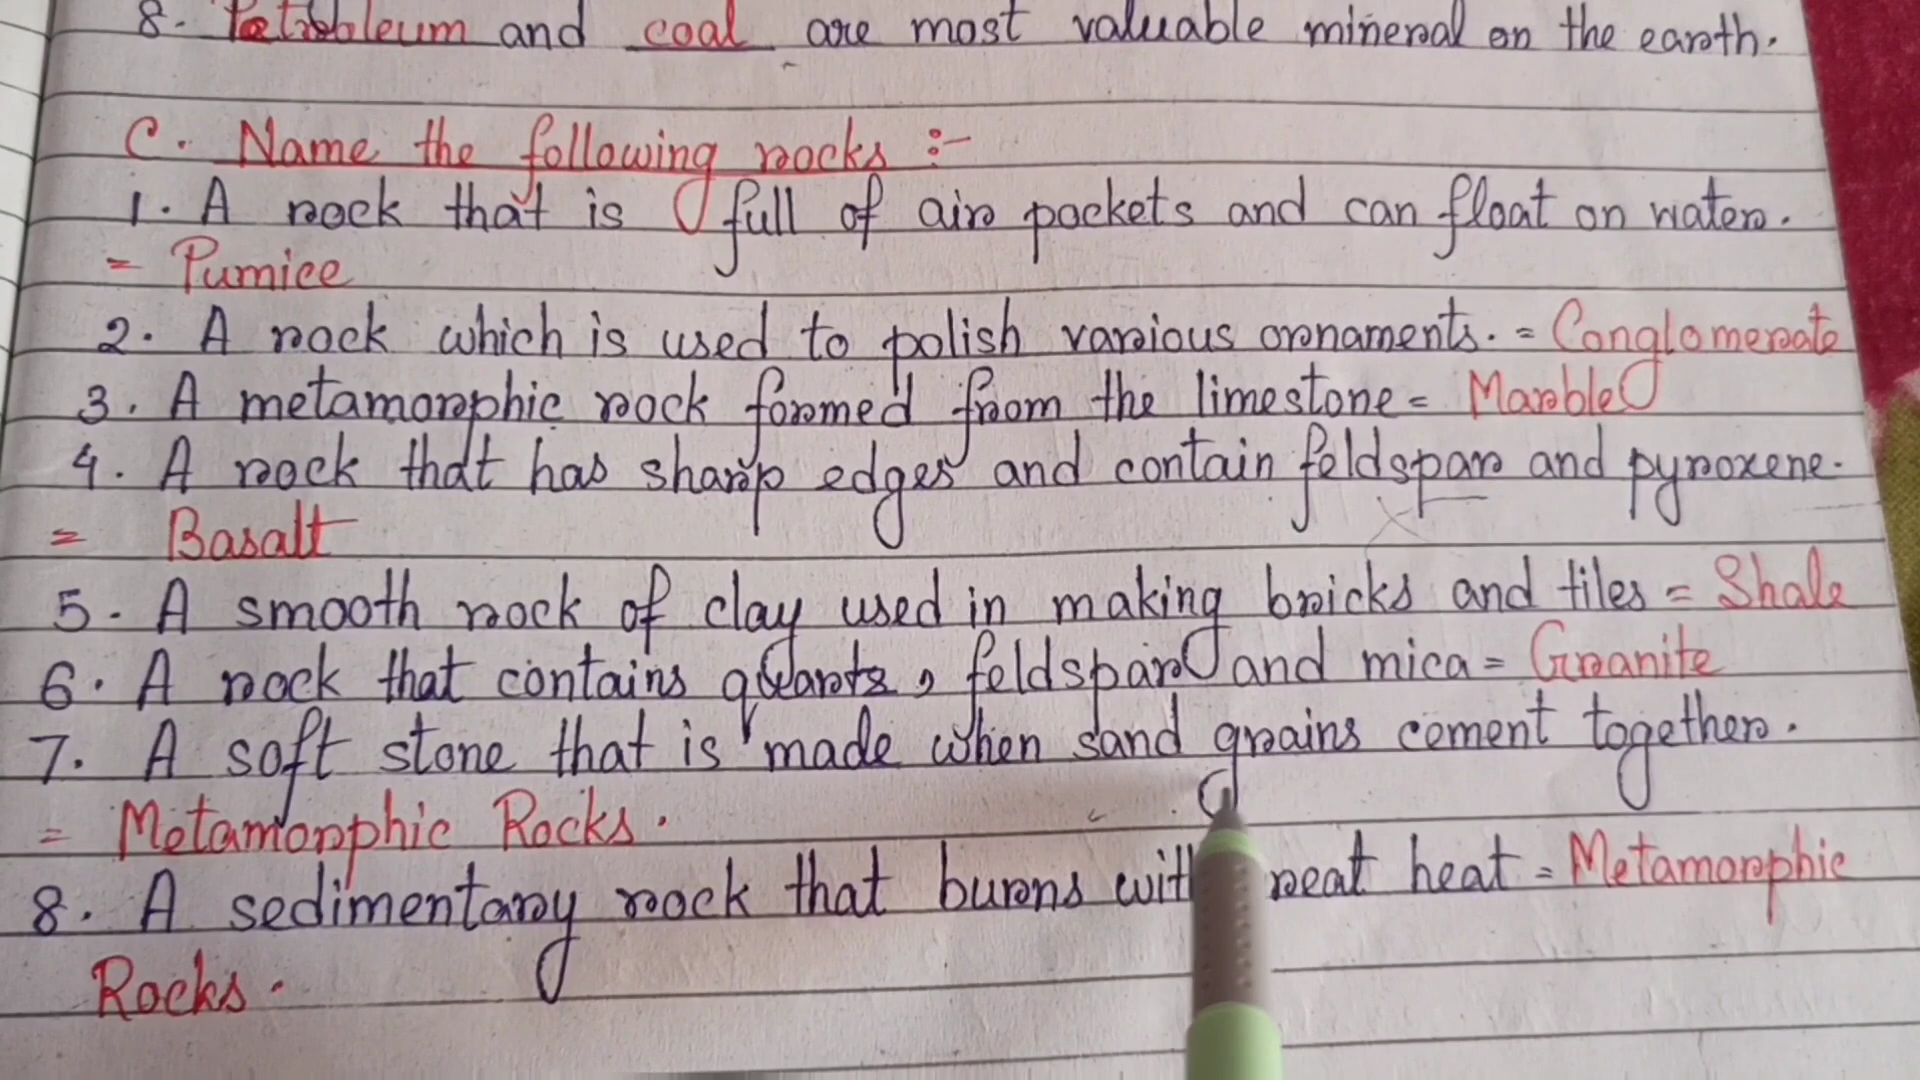 8. Petroleum and coal are most valuable mineral on the earth.
C. Name the following rocks :-
1. A rock that is full of air pockets and can float on water.
= Pumice
2. A rock which is used to polish various ornaments. = Conglomerate
3. A metamorphic rock formed from the limestone = Marble
4. A rock that has sharp edges and contain feldspar and pyroxene.
= Basalt
5. A smooth rock of clay used in making bricks and tiles = Shale
6. A rock that contains quartz, feldspar and mica = Granite
7. A soft stone that is made when sand grains cement together.
= Metamorphic Rocks.
8. A sedimentary rock that burns with heat = Metamorphic
Rocks.